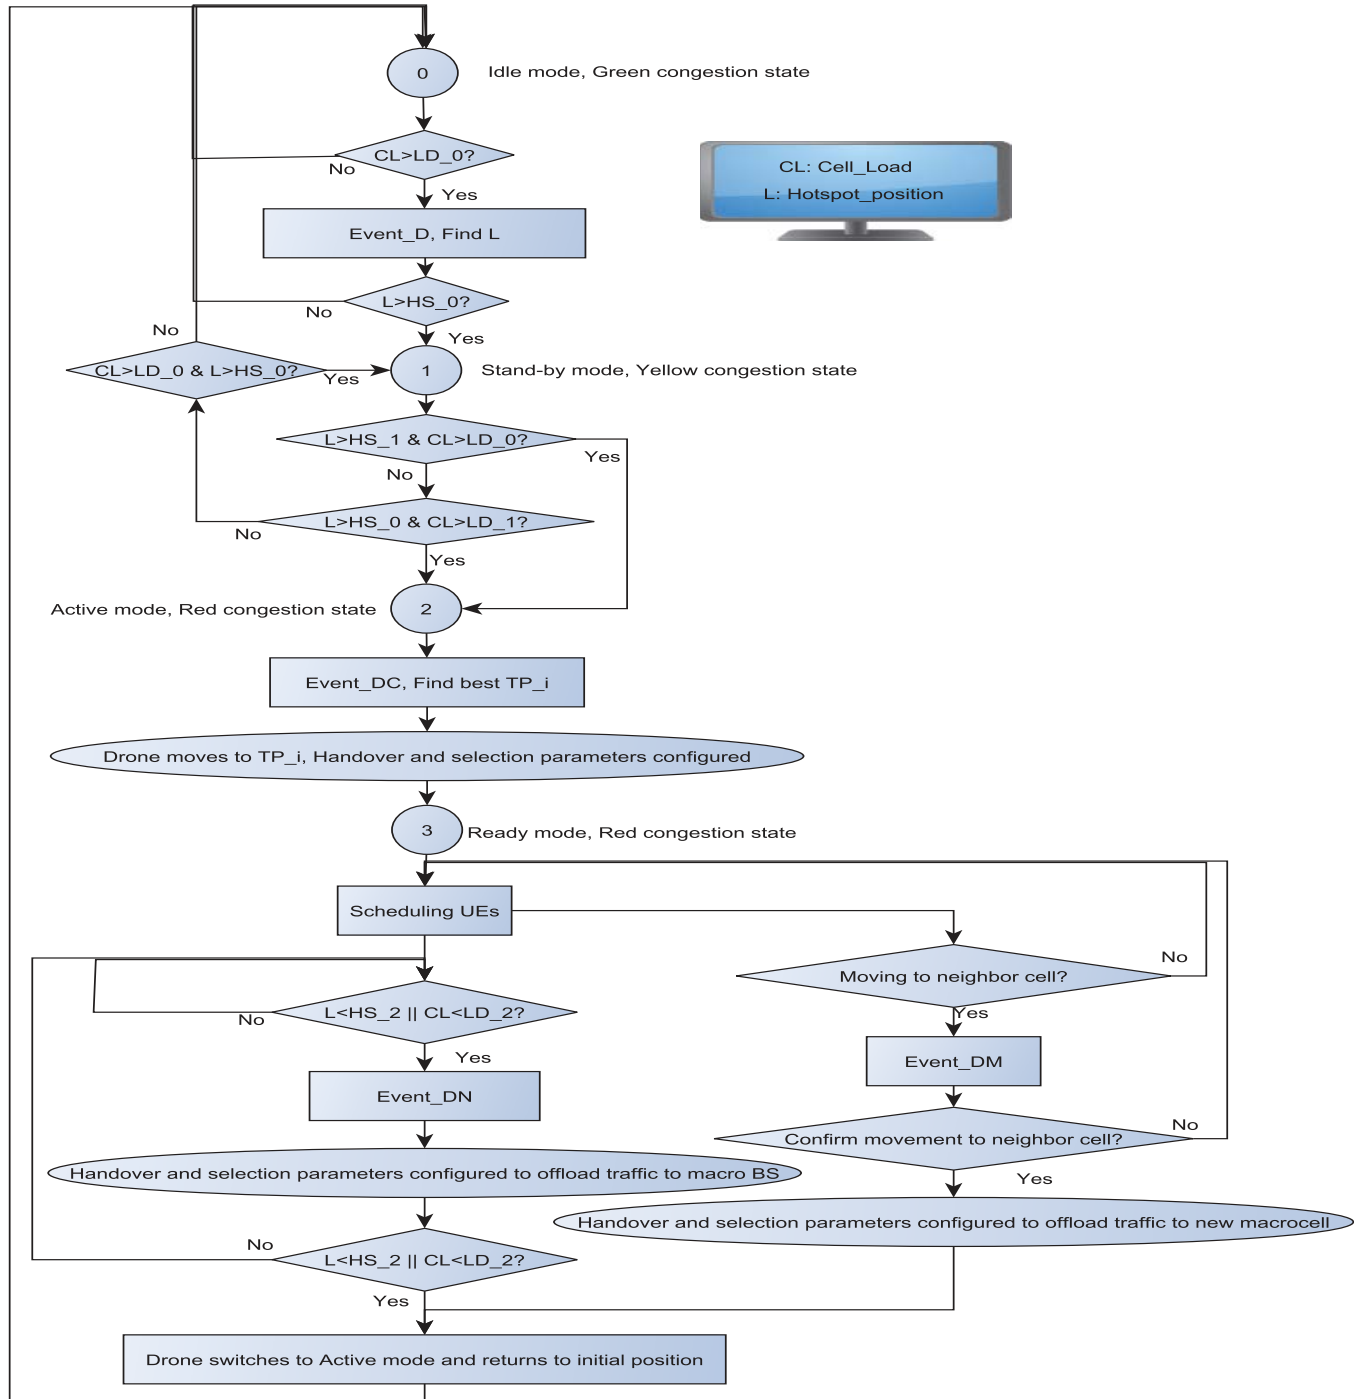 0
Idle mode, Green congestion state
CL>LD_0?
No
Yes
CL: Cell_Load
L: Hotspot_position
Event_D, Find L
L>HS_0?
No
Yes
No
CL>LD_0 & L>HS_0?
Yes
1
Stand-by mode, Yellow congestion state
L>HS_1 & CL>LD_0?
Yes
No
L>HS_0 & CL>LD_1?
No
Yes
Active mode, Red congestion state
2
Event_DC, Find best TP_i
Drone moves to TP_i, Handover and selection parameters configured
3
Ready mode, Red congestion state
Scheduling UEs
Moving to neighbor cell?
No
Yes
L<HS_2 || CL<LD_2?
No
Yes
Event_DM
Event_DN
Confirm movement to neighbor cell?
No
Yes
Handover and selection parameters configured to offload traffic to macro BS
Handover and selection parameters configured to offload traffic to new macrocell
No
L<HS_2 || CL<LD_2?
Yes
Drone switches to Active mode and returns to initial position